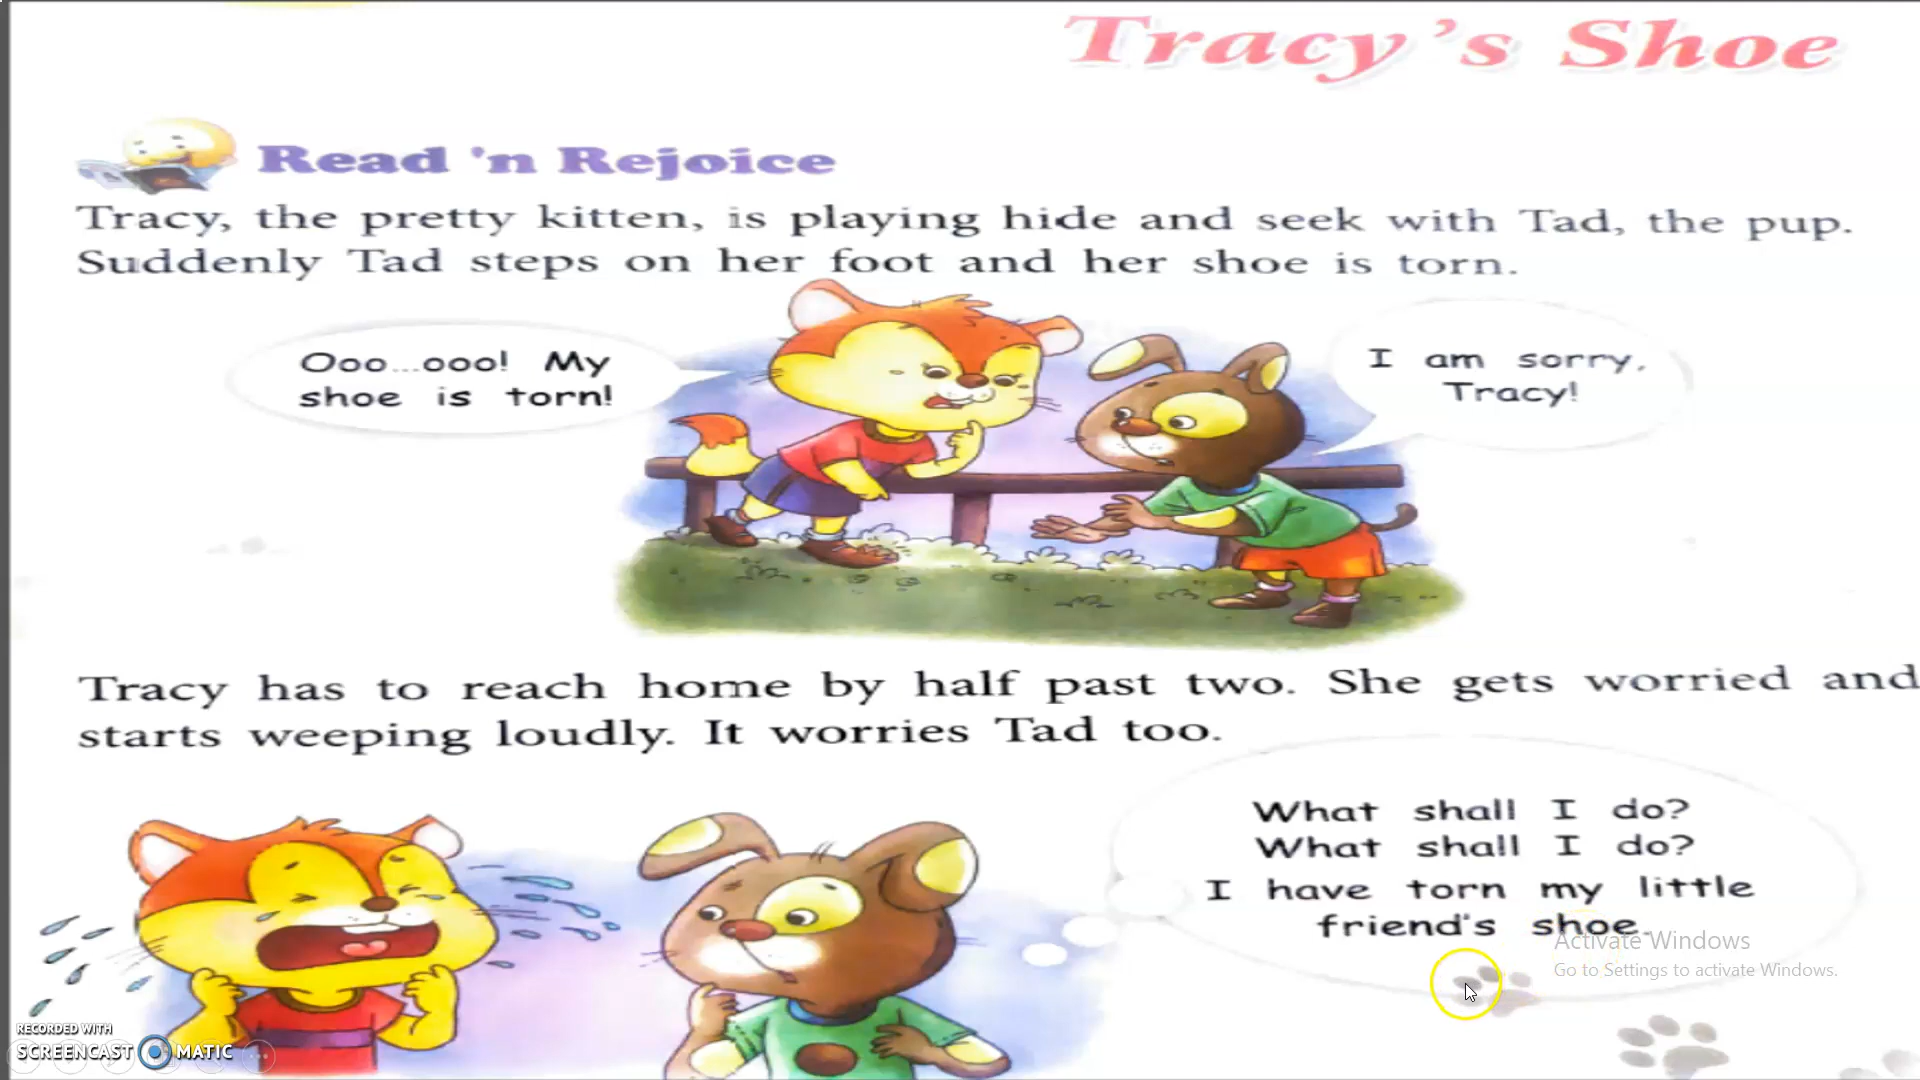 Tracy's Shoe
Read 'n Rejoice
Tracy, the pretty kitten, is playing hide and seek with Tad, the pup.
Suddenly Tad steps on her foot and her shoe is torn.
Ooo...ooo! My
shoe is torn!
I am sorry,
Tracy!
Tracy has to reach home by half past two. She gets worried and
starts weeping loudly. It worries Tad too.
What shall I do?
What shall I do?
I have torn my little
friend's shoe.
Activate Windows
Go to Settings to activate Windows.
RECORDED WITH
SCREENCAST MATIC